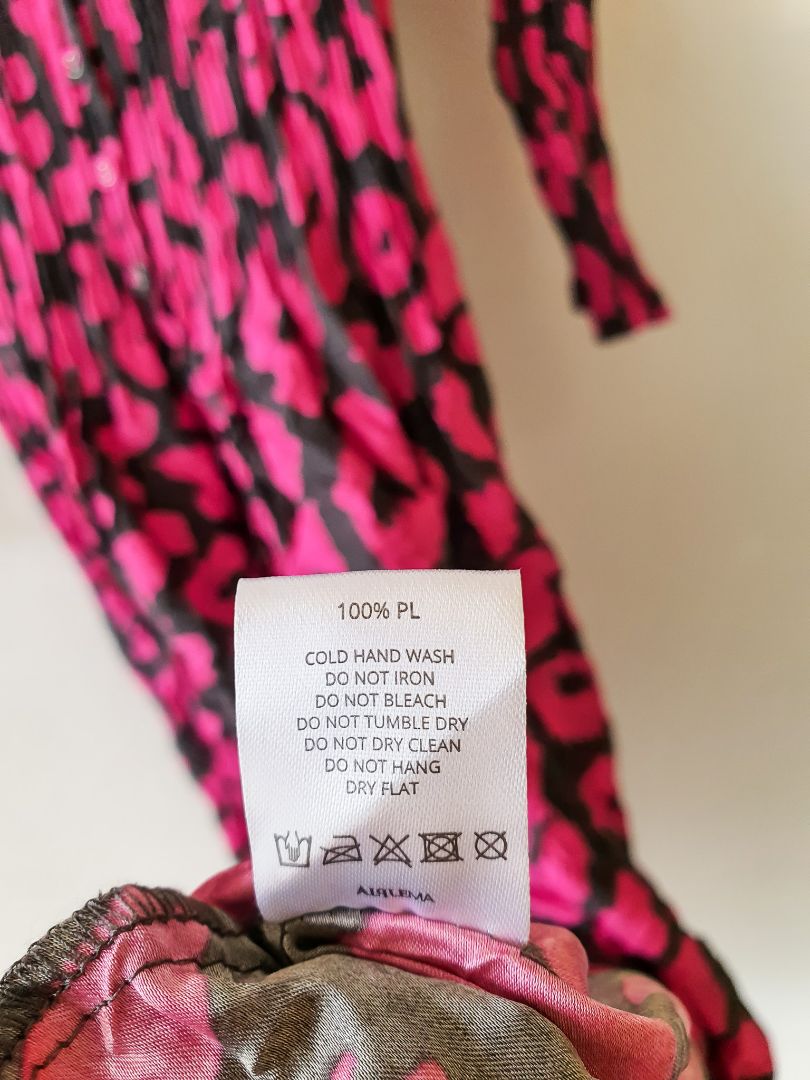 100% PL
COLD HAND WASH
DO NOT IRON
DO NOT BLEACH
DO NOT TUMBLE DRY
DO NOT DRY CLEAN
DO NOT HANG
DRY FLAT